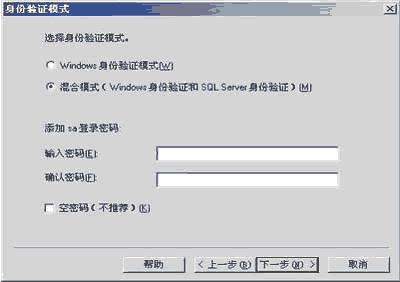 身份验证模式
选择身份验证模式。
Windows 身份验证模式(W)
混合模式（Windows 身份验证和 SQL Server 身份验证）(M)
添加 sa 登录密码:
输入密码(E):
确认密码(F):
空密码（不推荐）(K)
帮助
< 上一步(B)
下一步(N) >
取消